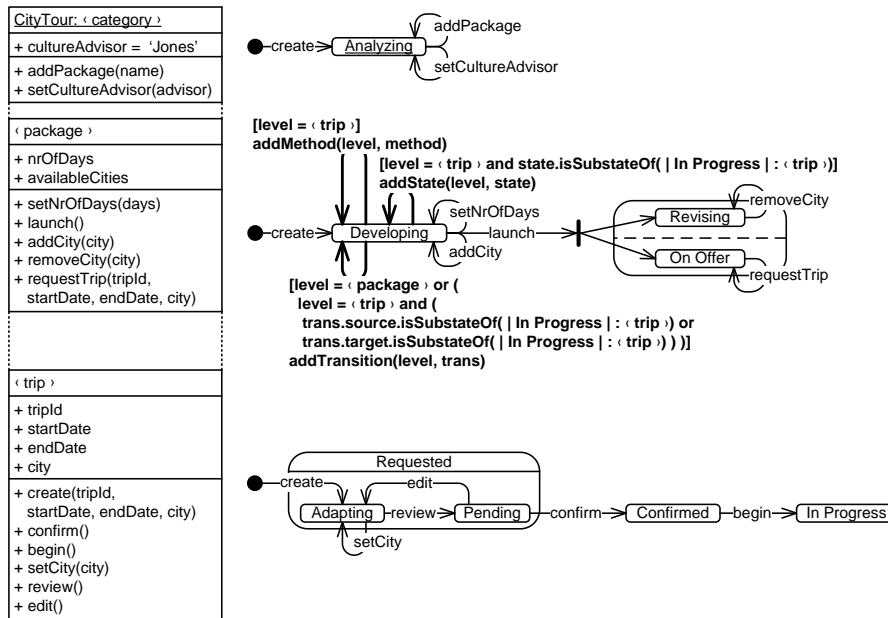 CityTour: ‹ category ›
+ cultureAdvisor = 'Jones'
+ addPackage(name)
+ setCultureAdvisor(advisor)
create
Analyzing
addPackage
setCultureAdvisor
‹ package ›
+ nrOfDays
+ availableCities
+ setNrOfDays(days)
+ launch()
+ addCity(city)
+ removeCity(city)
+ requestTrip(tripId,
startDate, endDate, city)
[level = ‹ trip ›]
addMethod(level, method)
[level = ‹ trip › and state.isSubstateOf( | In Progress | : ‹ trip ›)]
addState(level, state)
create
Developing
setNrOfDays
addCity
launch
Revising
removeCity
On Offer
requestTrip
[level = ‹ package › or (
level = ‹ trip › and (
trans.source.isSubstateOf( | In Progress | : ‹ trip ›) or
trans.target.isSubstateOf( | In Progress | : ‹ trip ›) ) )]
addTransition(level, trans)
‹ trip ›
+ tripId
+ startDate
+ endDate
+ city
+ create(tripId,
startDate, endDate, city)
+ confirm()
+ begin()
+ setCity(city)
+ review()
+ edit()
Requested
create
edit
Adapting
review
Pending
confirm
Confirmed
begin
In Progress
setCity